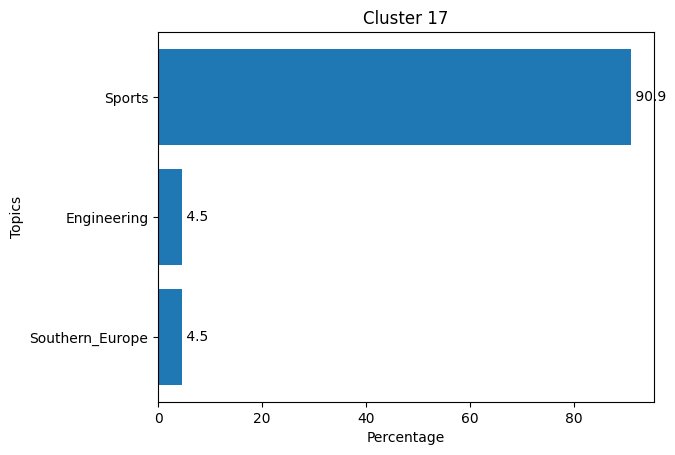 Cluster 17
Topics
Sports
90.9
Engineering
4.5
Southern_Europe
4.5
0
20
40
60
80
Percentage